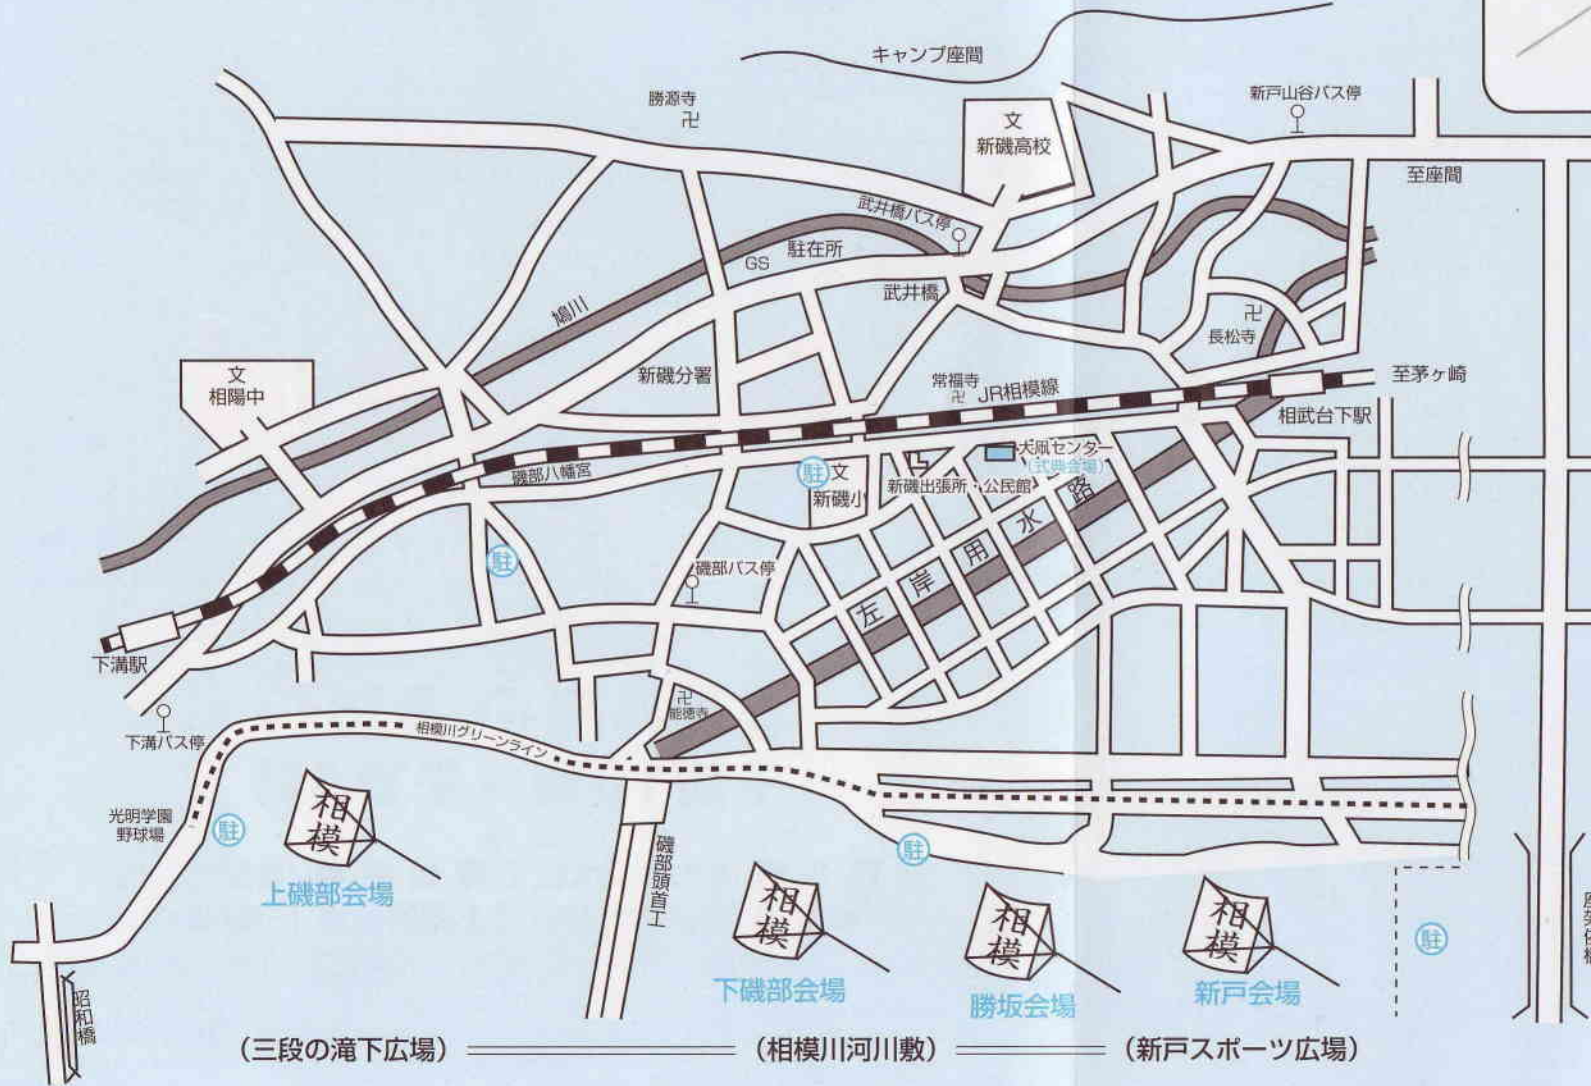 キャンプ座間
勝源寺
新戸山谷バス停
文
新磯高校
至座間
武井橋バス停
駐在所
GS
武井橋
鳩川
長松寺
文
相陽中
新磯分署
常福寺
JR相模線
至茅ヶ崎
相武台下駅
磯部八幡宮
駐
文
新磯小
大凧センター
(式典会場)
新磯出張所・公民館
駐
磯部バス停
左岸用水路
下溝駅
能徳寺
下溝バス停
相模川グリーンライン
光明学園
野球場
駐
相模
上磯部会場
磯部頭首工
駐
相模
下磯部会場
相模
勝坂会場
相模
新戸会場
駐
昭和橋
(三段の滝下広場)
(相模川河川敷)
(新戸スポーツ広場)